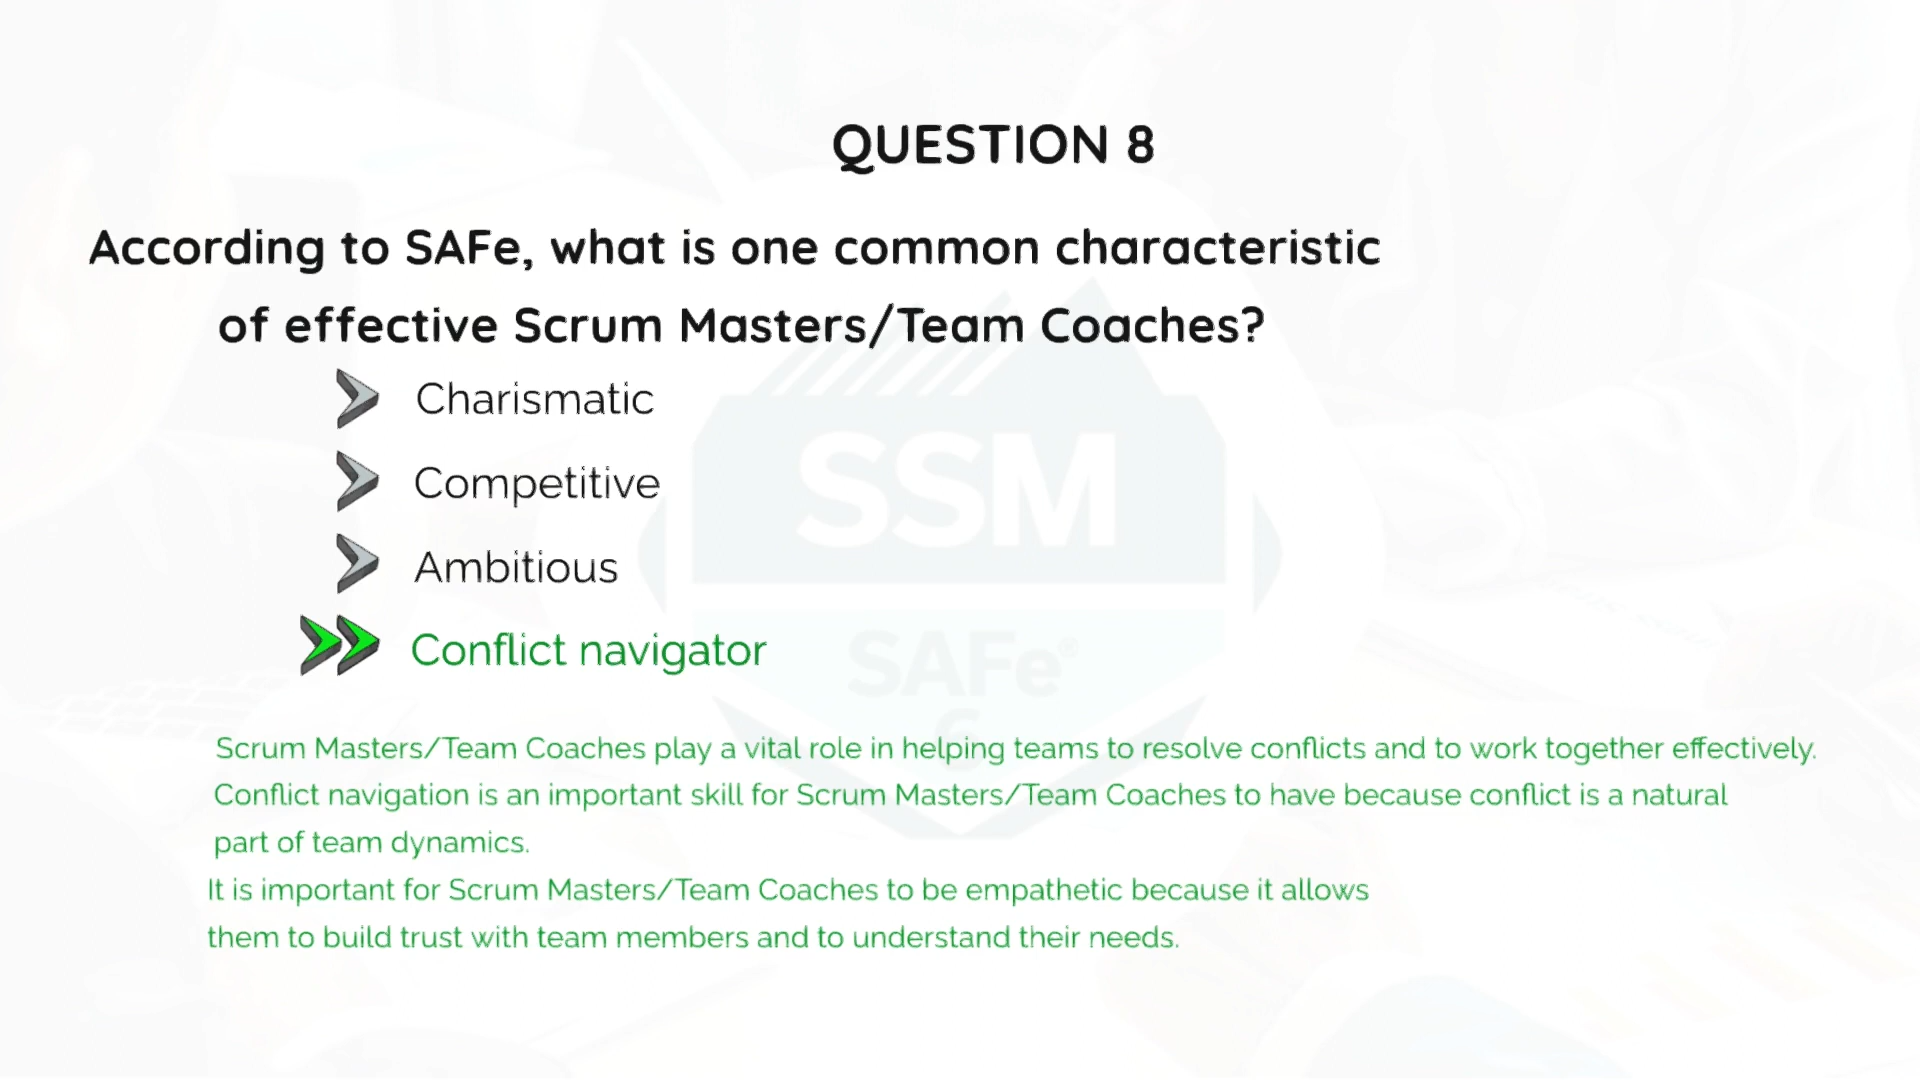 QUESTION 8
According to SAFe, what is one common characteristic
of effective Scrum Masters/Team Coaches?
Charismatic
Competitive
Ambitious
Conflict navigator
SSM
SAFe®
6
Scrum Masters/Team Coaches play a vital role in helping teams to resolve conflicts and to work together effectively.
Conflict navigation is an important skill for Scrum Masters/Team Coaches to have because conflict is a natural
part of team dynamics.
It is important for Scrum Masters/Team Coaches to be empathetic because it allows
them to build trust with team members and to understand their needs.